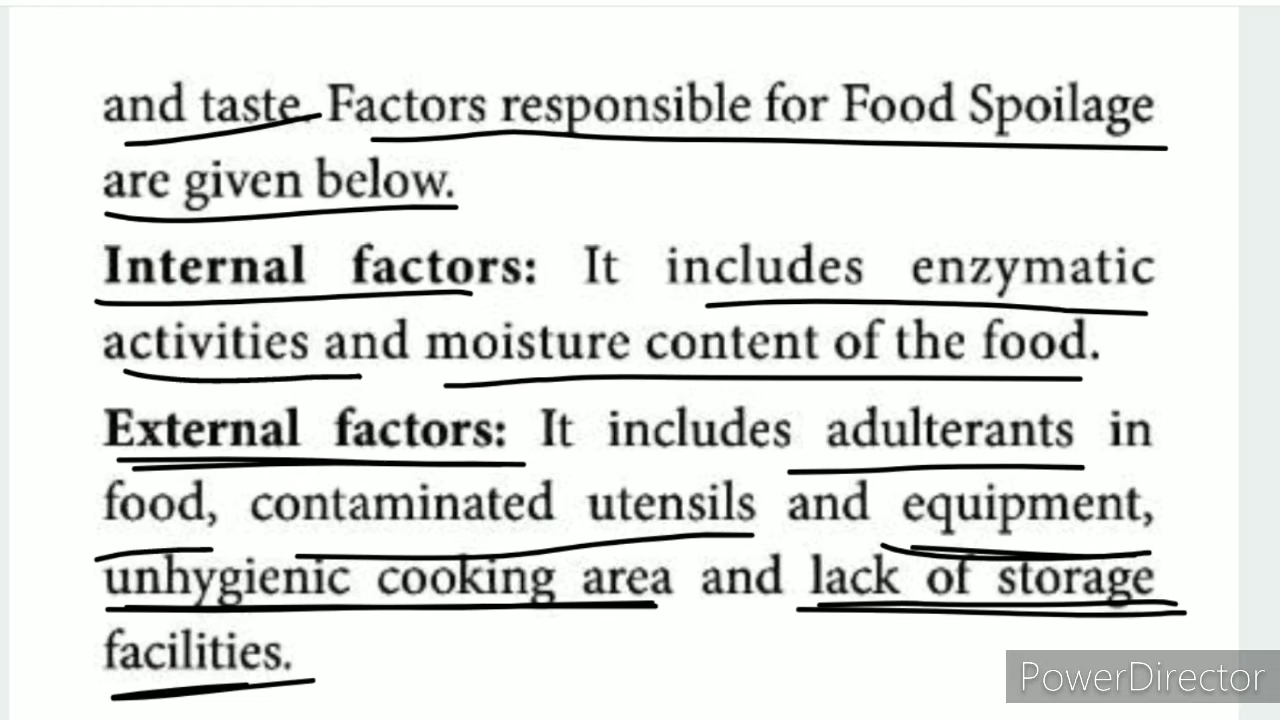 and taste. Factors responsible for Food Spoilage
are given below.
Internal factors: It includes enzymatic
activities and moisture content of the food.
External factors: It includes adulterants in
food, contaminated utensils and equipment,
unhygienic cooking area and lack of storage
facilities.
PowerDirector